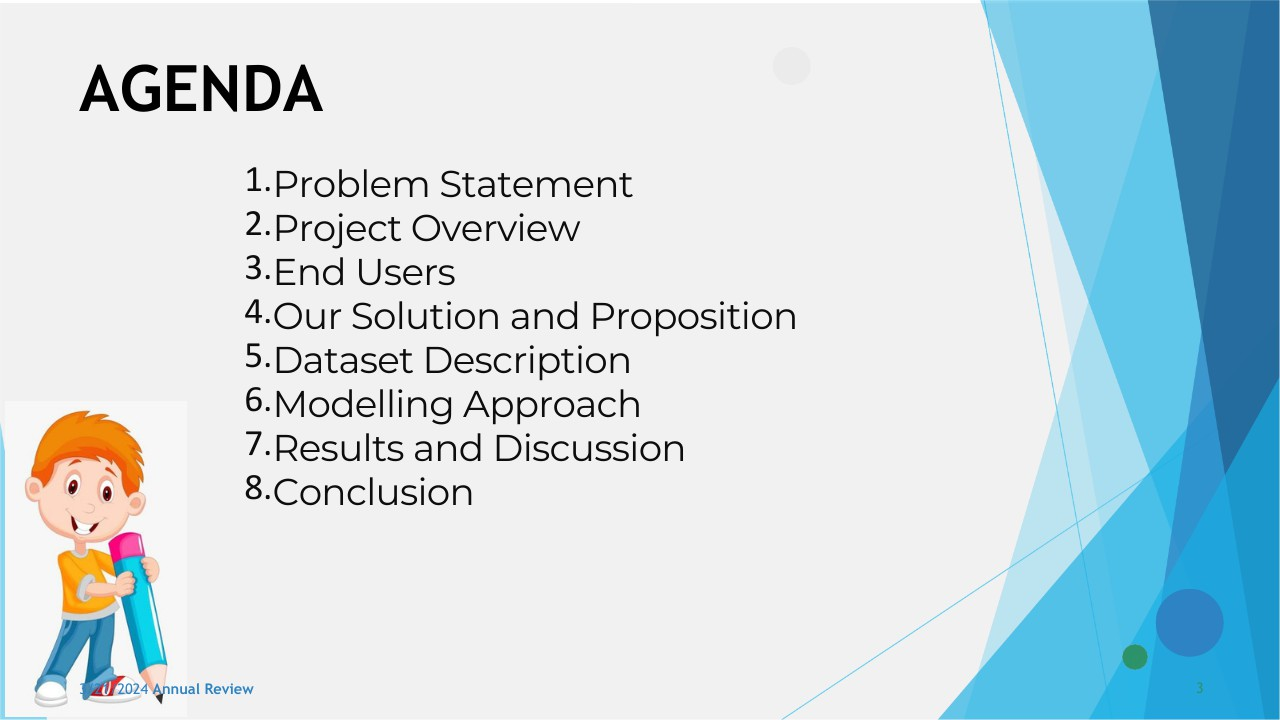 AGENDA
1.Problem Statement
2.Project Overview
3.End Users
4.Our Solution and Proposition
5.Dataset Description
6.Modelling Approach
7.Results and Discussion
8.Conclusion
2024 Annual Review
3